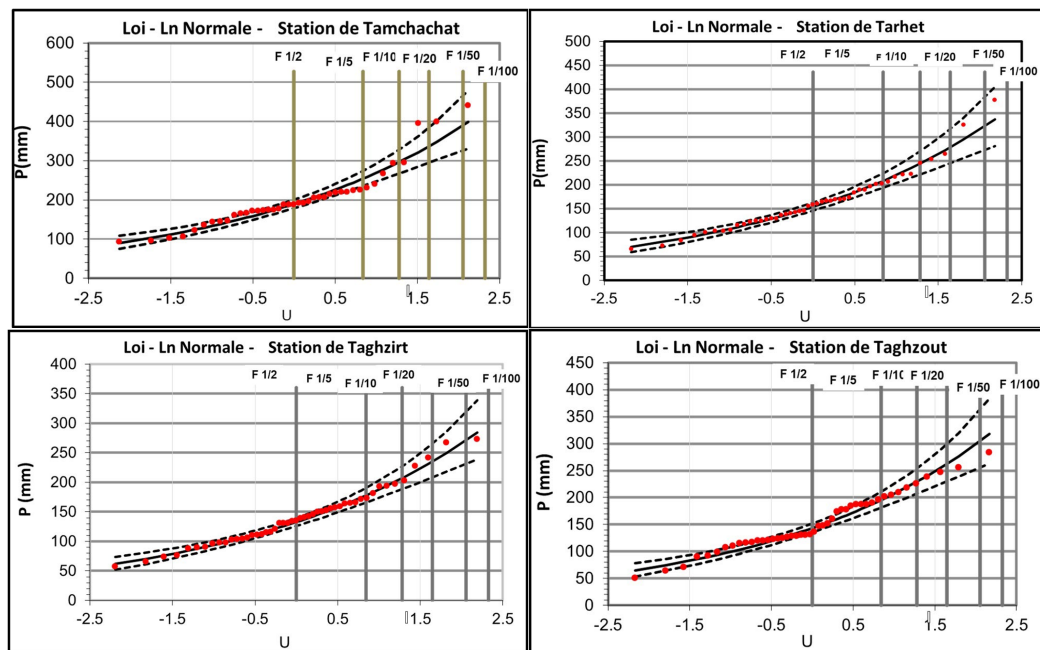 Loi - Ln Normale - Station de Tamchachat
600
500
400
300
200
100
0
P(mm)
F 1/2
F 1/5
F 1/10
F 1/20
F 1/50
F 1/100
-2.5 -1.5 -0.5 0.5 1.5 2.5
U
Loi - Ln Normale - Station de Tarhet
500
450
400
350
300
250
200
150
100
50
0
P(mm)
F 1/2
F 1/5
F 1/10
F 1/20
F 1/50
F 1/100
-2.5 -1.5 -0.5 0.5 1.5 2.5
U
Loi - Ln Normale - Station de Taghzirt
400
350
300
250
200
150
100
50
0
P (mm)
F 1/2
F 1/5
F 1/10
F 1/20
F 1/50
F 1/100
-2.5 -1.5 -0.5 0.5 1.5 2.5
U
Loi - Ln Normale - Station de Taghzout
450
400
350
300
250
200
150
100
50
0
P (mm)
F 1/2
F 1/5
F 1/10
F 1/20
F 1/50
F 1/100
-2.5 -1.5 -0.5 0.5 1.5 2.5
U